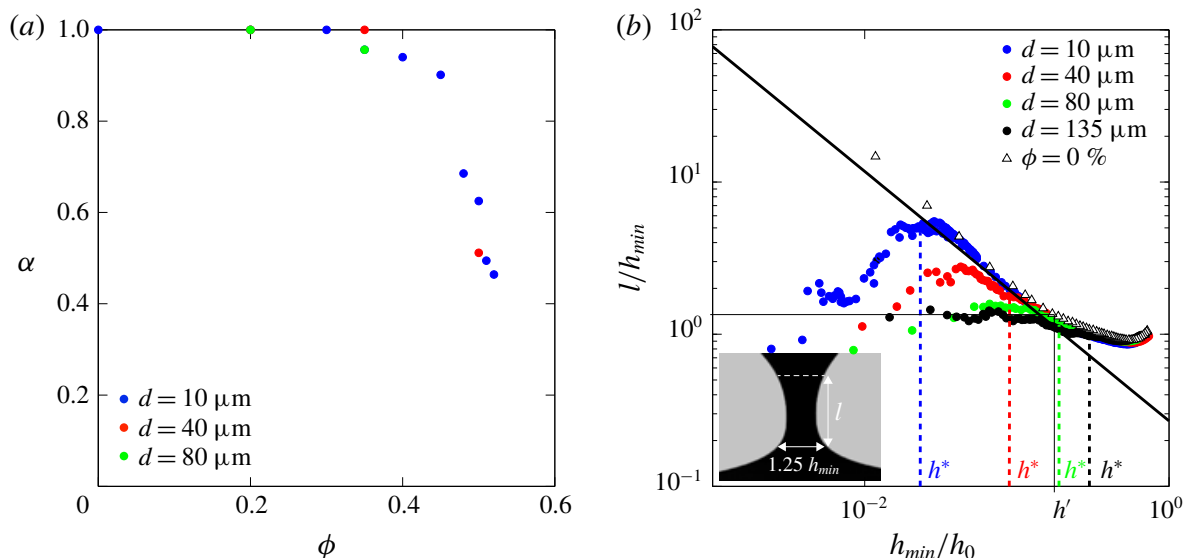 (a)
1.0
0.8
0.6
0.4
0.2
α
0
0.2
0.4
0.6
ϕ
d = 10 μm
d = 40 μm
d = 80 μm
(b)
10²
10¹
10⁰
10⁻¹
l/h_min
d = 10 μm
d = 40 μm
d = 80 μm
d = 135 μm
ϕ = 0 %
l
1.25 h_min
h* h* h* h*
10⁻² h′ 10⁰
h_min/h₀